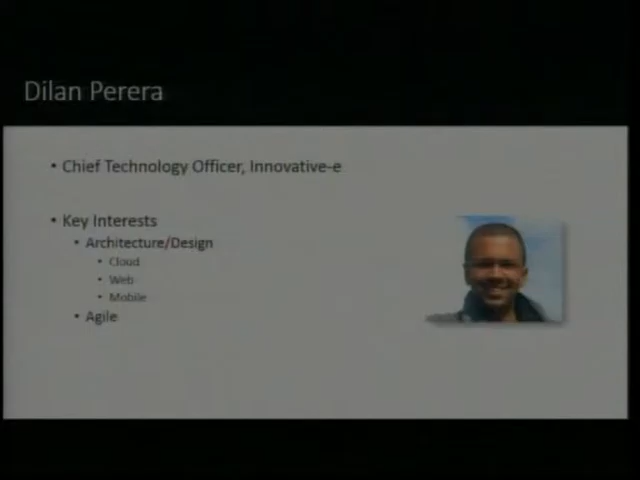 Dilan Perera
• Chief Technology Officer, Innovative-e
• Key Interests
• Architecture/Design
• Cloud
• Web
• Mobile
• Agile